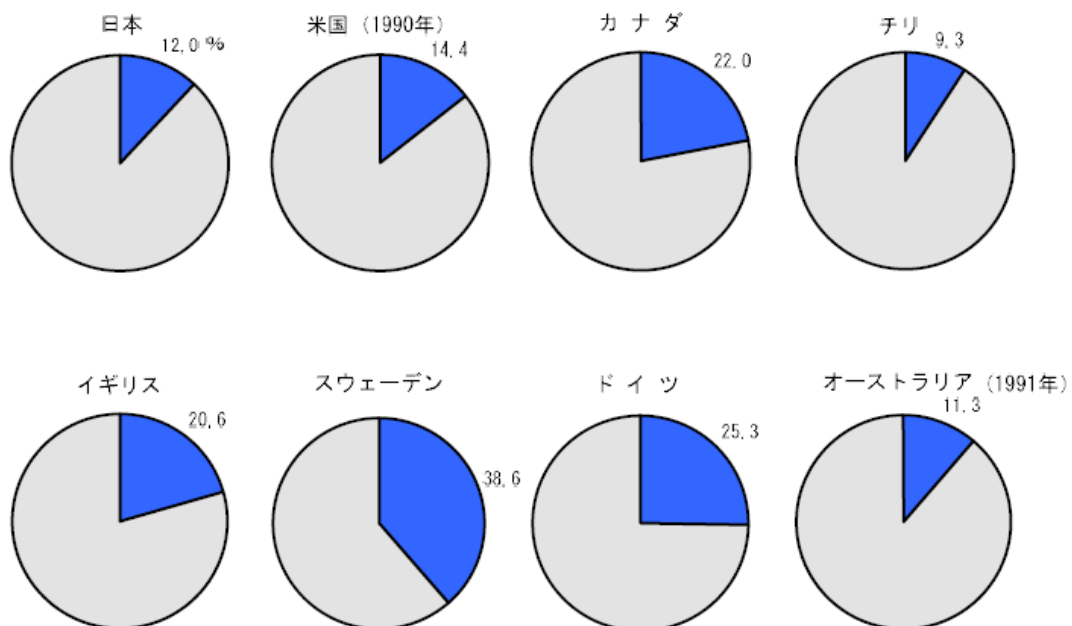 日本
12.0 %
米国 (1990年)
14.4
カ ナ ダ
22.0
チリ
9.3
イギリス
20.6
スウェーデン
38.6
ド イ ツ
25.3
オーストラリア (1991年)
11.3